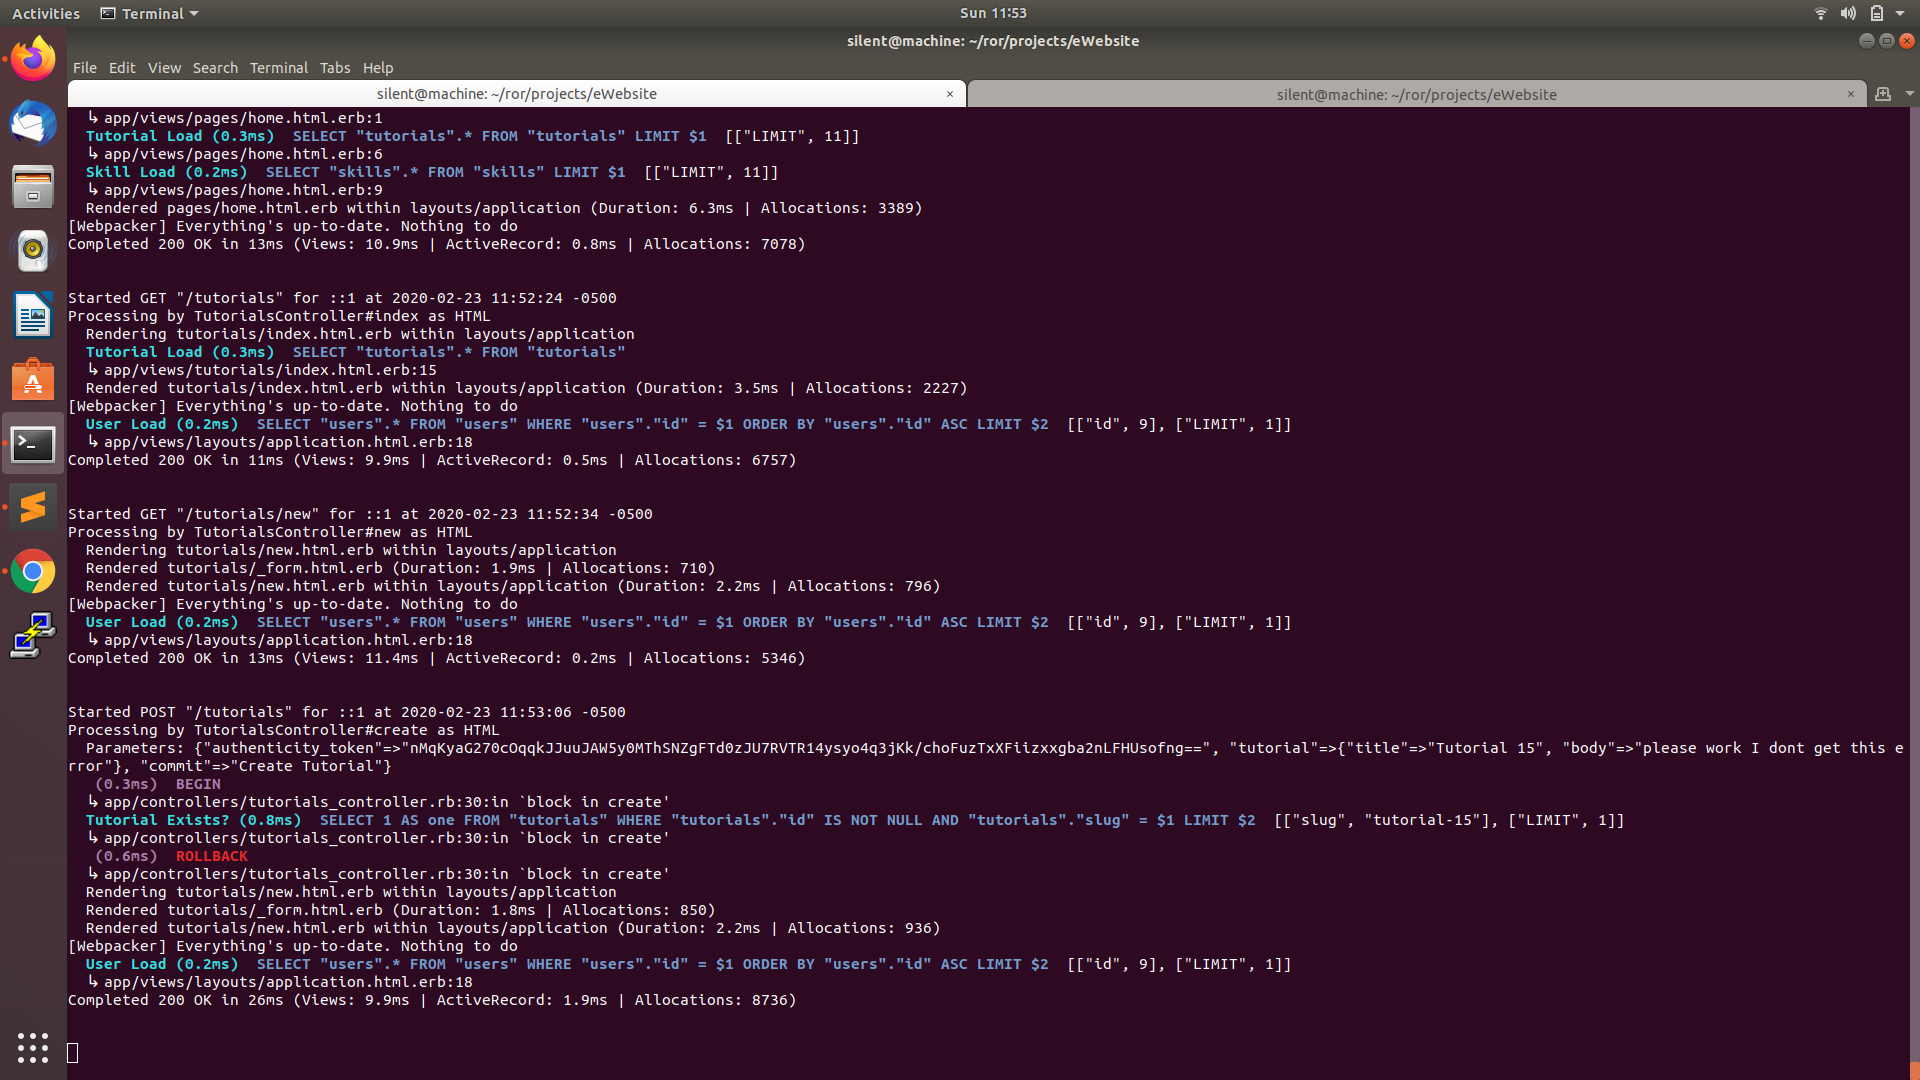 Activities Terminal Sun 11:53
silent@machine: ~/ror/projects/eWebsite
File Edit View Search Terminal Tabs Help
silent@machine: ~/ror/projects/eWebsite × silent@machine: ~/ror/projects/eWebsite ×
↳ app/views/pages/home.html.erb:1
Tutorial Load (0.3ms)  SELECT "tutorials".* FROM "tutorials" LIMIT $1  [["LIMIT", 11]]
↳ app/views/pages/home.html.erb:6
Skill Load (0.2ms)  SELECT "skills".* FROM "skills" LIMIT $1  [["LIMIT", 11]]
↳ app/views/pages/home.html.erb:9
Rendered pages/home.html.erb within layouts/application (Duration: 6.3ms | Allocations: 3389)
[Webpacker] Everything's up-to-date. Nothing to do
Completed 200 OK in 13ms (Views: 10.9ms | ActiveRecord: 0.8ms | Allocations: 7078)
Started GET "/tutorials" for ::1 at 2020-02-23 11:52:24 -0500
Processing by TutorialsController#index as HTML
Rendering tutorials/index.html.erb within layouts/application
Tutorial Load (0.3ms)  SELECT "tutorials".* FROM "tutorials"
↳ app/views/tutorials/index.html.erb:15
Rendered tutorials/index.html.erb within layouts/application (Duration: 3.5ms | Allocations: 2227)
[Webpacker] Everything's up-to-date. Nothing to do
User Load (0.2ms)  SELECT "users".* FROM "users" WHERE "users"."id" = $1 ORDER BY "users"."id" ASC LIMIT $2  [["id", 9], ["LIMIT", 1]]
↳ app/views/layouts/application.html.erb:18
Completed 200 OK in 11ms (Views: 9.9ms | ActiveRecord: 0.5ms | Allocations: 6757)
Started GET "/tutorials/new" for ::1 at 2020-02-23 11:52:34 -0500
Processing by TutorialsController#new as HTML
Rendering tutorials/new.html.erb within layouts/application
Rendered tutorials/_form.html.erb (Duration: 1.9ms | Allocations: 710)
Rendered tutorials/new.html.erb within layouts/application (Duration: 2.2ms | Allocations: 796)
[Webpacker] Everything's up-to-date. Nothing to do
User Load (0.2ms)  SELECT "users".* FROM "users" WHERE "users"."id" = $1 ORDER BY "users"."id" ASC LIMIT $2  [["id", 9], ["LIMIT", 1]]
↳ app/views/layouts/application.html.erb:18
Completed 200 OK in 13ms (Views: 11.4ms | ActiveRecord: 0.2ms | Allocations: 5346)
Started POST "/tutorials" for ::1 at 2020-02-23 11:53:06 -0500
Processing by TutorialsController#create as HTML
Parameters: {"authenticity_token"=>"nMqKyaG270cOqqkJJuuJAW5y0MThSNZgFTd0zJU7RVTR14ysyo4q3jKk/choFuzTxXFiizxxgba2nLFHUsofng==", "tutorial"=>{"title"=>"Tutorial 15", "body"=>"please work I dont get this e
rror"}, "commit"=>"Create Tutorial"}
(0.3ms)  BEGIN
↳ app/controllers/tutorials_controller.rb:30:in `block in create'
Tutorial Exists? (0.8ms)  SELECT 1 AS one FROM "tutorials" WHERE "tutorials"."id" IS NOT NULL AND "tutorials"."slug" = $1 LIMIT $2  [["slug", "tutorial-15"], ["LIMIT", 1]]
↳ app/controllers/tutorials_controller.rb:30:in `block in create'
(0.6ms)  ROLLBACK
↳ app/controllers/tutorials_controller.rb:30:in `block in create'
Rendering tutorials/new.html.erb within layouts/application
Rendered tutorials/_form.html.erb (Duration: 1.8ms | Allocations: 850)
Rendered tutorials/new.html.erb within layouts/application (Duration: 2.2ms | Allocations: 936)
[Webpacker] Everything's up-to-date. Nothing to do
User Load (0.2ms)  SELECT "users".* FROM "users" WHERE "users"."id" = $1 ORDER BY "users"."id" ASC LIMIT $2  [["id", 9], ["LIMIT", 1]]
↳ app/views/layouts/application.html.erb:18
Completed 200 OK in 26ms (Views: 9.9ms | ActiveRecord: 1.9ms | Allocations: 8736)